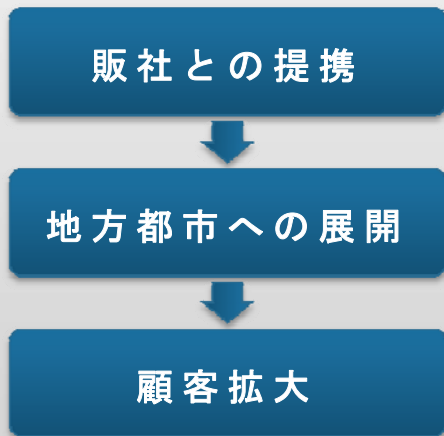 販社との提携
地方都市への展開
顧客拡大